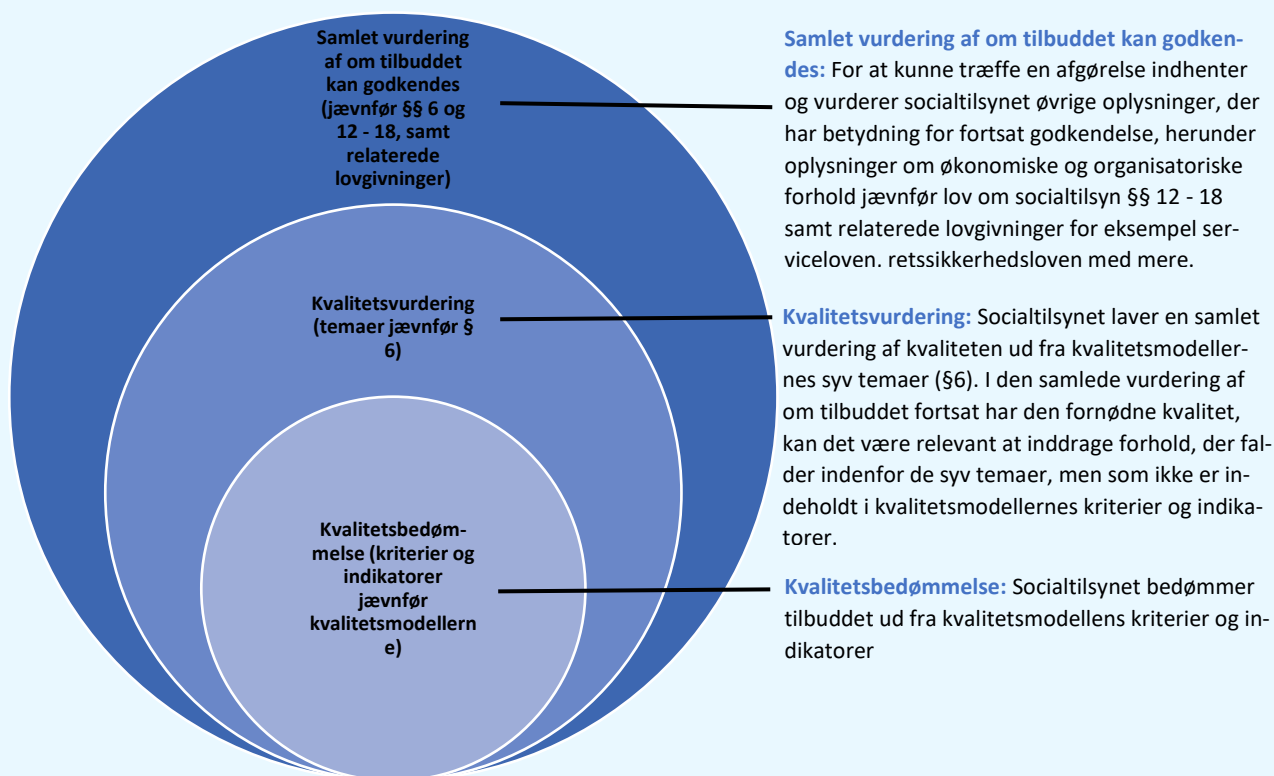 Samlet vurdering
af om tilbuddet
kan godkendes
(jævnfør §§ 6 og
12 - 18, samt
relaterede
lovgivninger)
Kvalitetsvurdering
(temaer jævnfør §
6)
Kvalitetsbedøm-
mmelse (kriterier og
indikatorer
jævnfør
kvalitetsmodellern
e)
Samlet vurdering af om tilbuddet kan godken-
des: For at kunne træffe en afgørelse indhenter
og vurderer socialtilsynet øvrige oplysninger, der
har betydning for fortsat godkendelse, herunder
oplysninger om økonomiske og organisatoriske
forhold jævnfør lov om socialtilsyn §§ 12 - 18
samt relaterede lovgivninger for eksempel ser-
viceloven. retssikkerhedsloven med mere.
Kvalitetsvurdering: Socialtilsynet laver en samlet
vurdering af kvaliteten ud fra kvalitetsmodeller-
nes syv temaer (§6). I den samlede vurdering af
om tilbuddet fortsat har den fornødne kvalitet,
kan det være relevant at inddrage forhold, der fal-
der indenfor de syv temaer, men som ikke er in-
deholdt i kvalitetsmodellernes kriterier og indika-
torer.
Kvalitetsbedømmelse: Socialtilsynet bedømmer
tilbuddet ud fra kvalitetsmodellens kriterier og in-
dikatorer